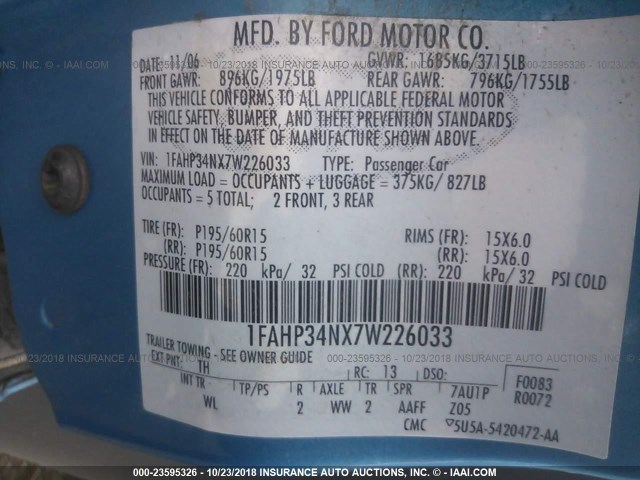 MFD. BY FORD MOTOR CO.
DATE: 11/06 GVWR: 1685KG/3715LB
FRONT GAWR: 896KG/1975LB REAR GAWR: 796KG/1755LB
THIS VEHICLE CONFORMS TO ALL APPLICABLE FEDERAL MOTOR
VEHICLE SAFETY, BUMPER, AND THEFT PREVENTION STANDARDS
IN EFFECT ON THE DATE OF MANUFACTURE SHOWN ABOVE.
VIN: 1FAHP34NX7W226033 TYPE: Passenger Car
MAXIMUM LOAD = OCCUPANTS + LUGGAGE = 375KG/ 827LB
OCCUPANTS = 5 TOTAL; 2 FRONT, 3 REAR
TIRE (FR): P195/60R15 RIMS (FR): 15X6.0
(RR): P195/60R15 (RR): 15X6.0
PRESSURE (FR): 220 kPa/ 32 PSI COLD (RR): 220 kPa/ 32 PSI COLD
1FAHP34NX7W226033
TRAILER TOWING - SEE OWNER GUIDE
EXT PNT: TH RC: 13 DSO: F0083
INT TR TP/PS R AXLE TR SPR 7AU1P R0072
WL 2 WW 2 AAFF Z05
CMC 5U5A-5420472-AA
00-23595326 - 10/23/2018 INSURANCE AUTO AUCTIONS, INC. - IAAI.COM